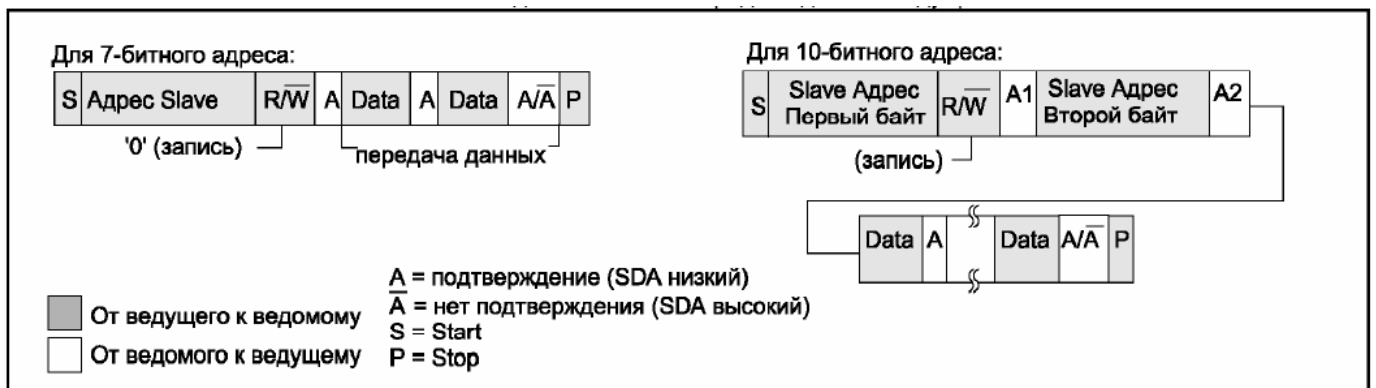 Для 7-битного адреса:
S Адрес Slave R/W̅ A Data A Data A/A̅ P
'0' (запись)
передача данных
Для 10-битного адреса:
S Slave Адрес Первый байт R/W̅ A1 Slave Адрес Второй байт A2
(запись)
Data A Data A/A̅ P
От ведущего к ведомому
От ведомого к ведущему
A = подтверждение (SDA низкий)
A̅ = нет подтверждения (SDA высокий)
S = Start
P = Stop